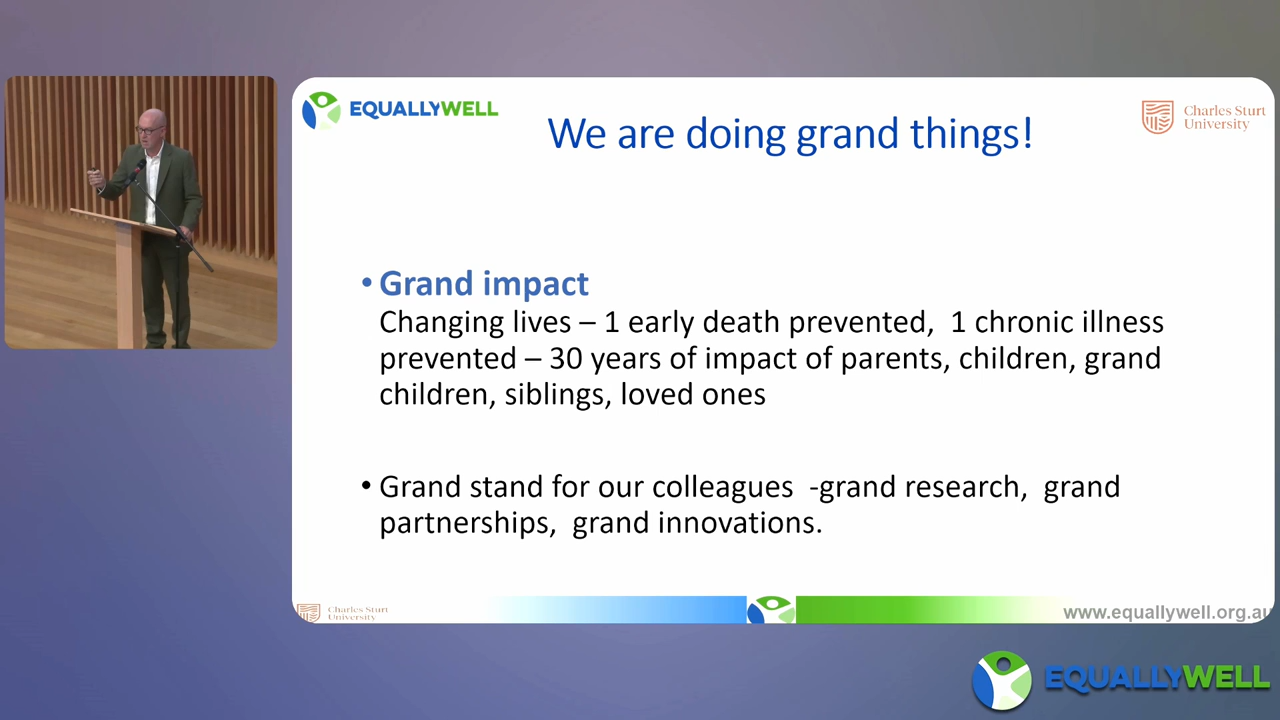 EQUALLYWELL
We are doing grand things!
Charles Sturt
University
• Grand impact
Changing lives – 1 early death prevented,  1 chronic illness
prevented – 30 years of impact of parents, children, grand
children, siblings, loved ones
• Grand stand for our colleagues  -grand research,  grand
partnerships,  grand innovations.
Charles Sturt
University
www.equallywell.org.au
EQUALLYWELL